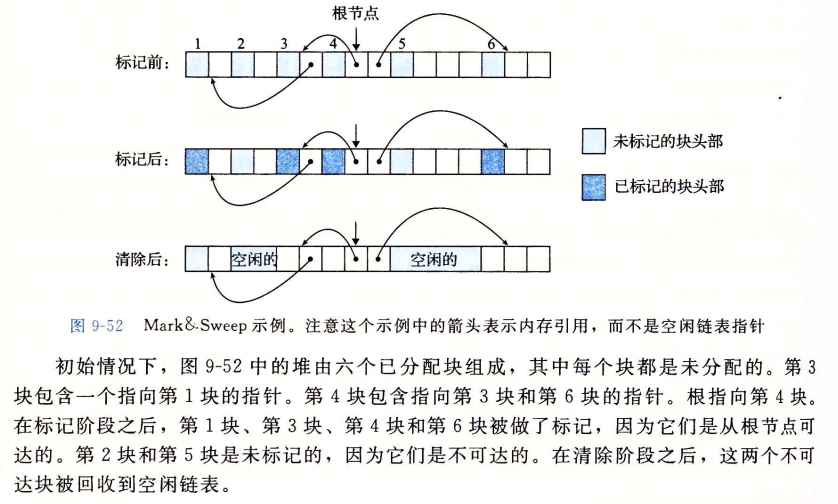 根节点
1 2 3 4 5 6
标记前：
标记后：
未标记的块头部
已标记的块头部
清除后：
空闲的 空闲的
图 9-52 Mark&Sweep 示例。注意这个示例中的箭头表示内存引用，而不是空闲链表指针
初始情况下，图 9-52 中的堆由六个已分配块组成，其中每个块都是未分配的。第 3
块包含一个指向第 1 块的指针。第 4 块包含指向第 3 块和第 6 块的指针。根指向第 4 块。
在标记阶段之后，第 1 块、第 3 块、第 4 块和第 6 块被做了标记，因为它们是从根节点可
达的。第 2 块和第 5 块是未标记的，因为它们是不可达的。在清除阶段之后，这两个不可
达块被回收到空闲链表。